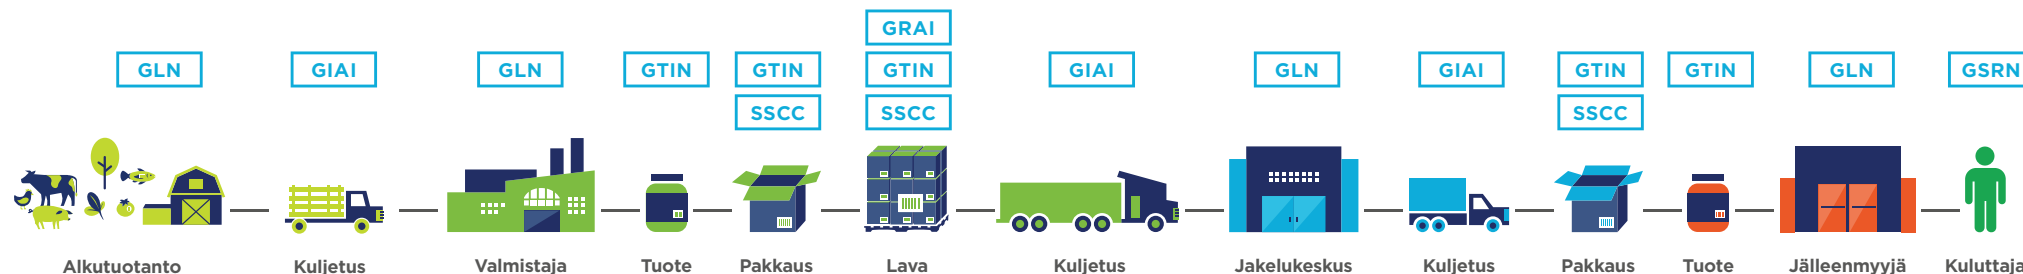 GRAI
GLN GIAI GLN GTIN GTIN GTIN GIAI GLN GIAI GTIN GTIN GLN GSRN
SSCC SSCC SSCC
Alkutuotanto Kuljetus Valmistaja Tuote Pakkaus Lava Kuljetus Jakelukeskus Kuljetus Pakkaus Tuote Jälleenmyyjä Kuluttaja